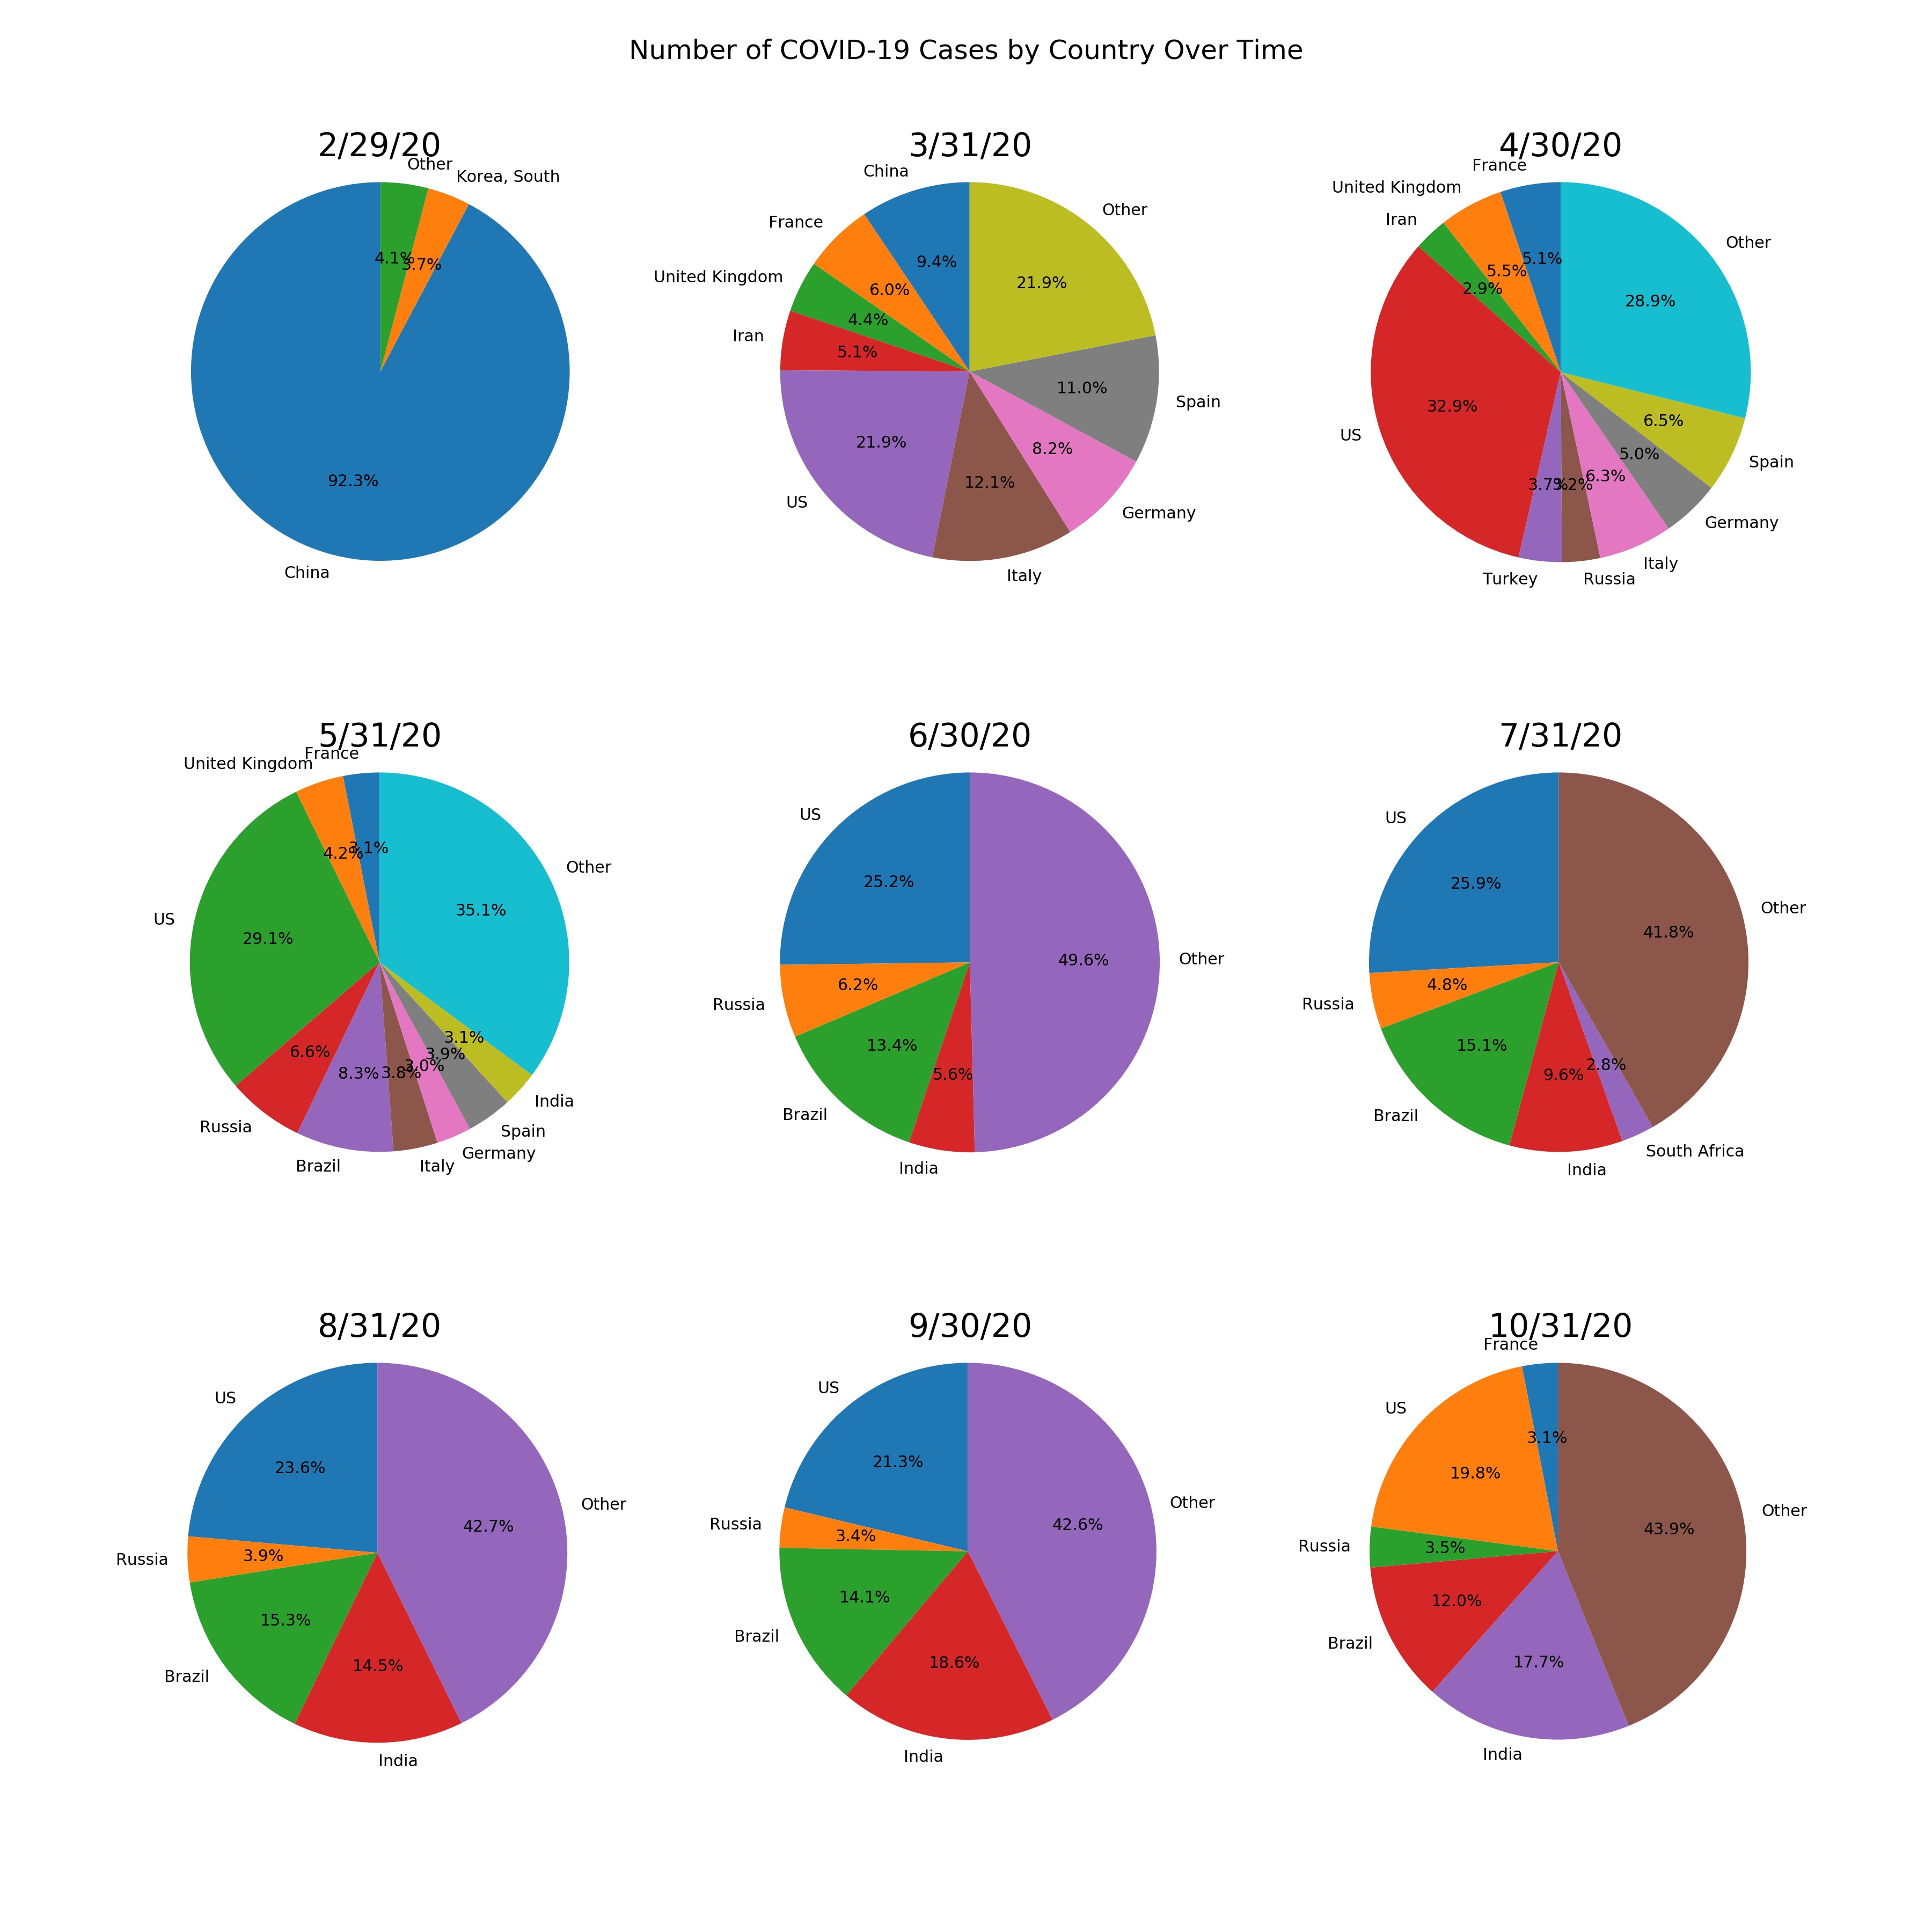 Number of COVID-19 Cases by Country Over Time
2/29/20
Other
Korea, South
4.1%
3.7%
92.3%
China
3/31/20
China
Other
France
9.4%
21.9%
United Kingdom
6.0%
4.4%
Iran
5.1%
11.0%
Spain
21.9%
8.2%
12.1%
US
Germany
Italy
4/30/20
France
United Kingdom
Iran
Other
5.1%
5.5%
2.9%
28.9%
32.9%
6.5%
US
5.0%
Spain
6.3%
3.7%
3.2%
Germany
Italy
Turkey
Russia
5/31/20
France
United Kingdom
3.1%
4.2%
Other
35.1%
US
29.1%
3.1%
6.6%
3.9%
3.0%
8.3%
3.8%
India
Russia
Spain
Germany
Brazil
Italy
6/30/20
US
25.2%
49.6%
Other
6.2%
Russia
13.4%
5.6%
Brazil
India
7/31/20
US
25.9%
Other
41.8%
4.8%
Russia
15.1%
2.8%
9.6%
Brazil
South Africa
India
8/31/20
US
23.6%
Other
42.7%
Russia
3.9%
15.3%
14.5%
Brazil
India
9/30/20
US
21.3%
Other
42.6%
Russia
3.4%
14.1%
Brazil
18.6%
India
10/31/20
France
US
3.1%
19.8%
Other
43.9%
Russia
3.5%
12.0%
Brazil
17.7%
India